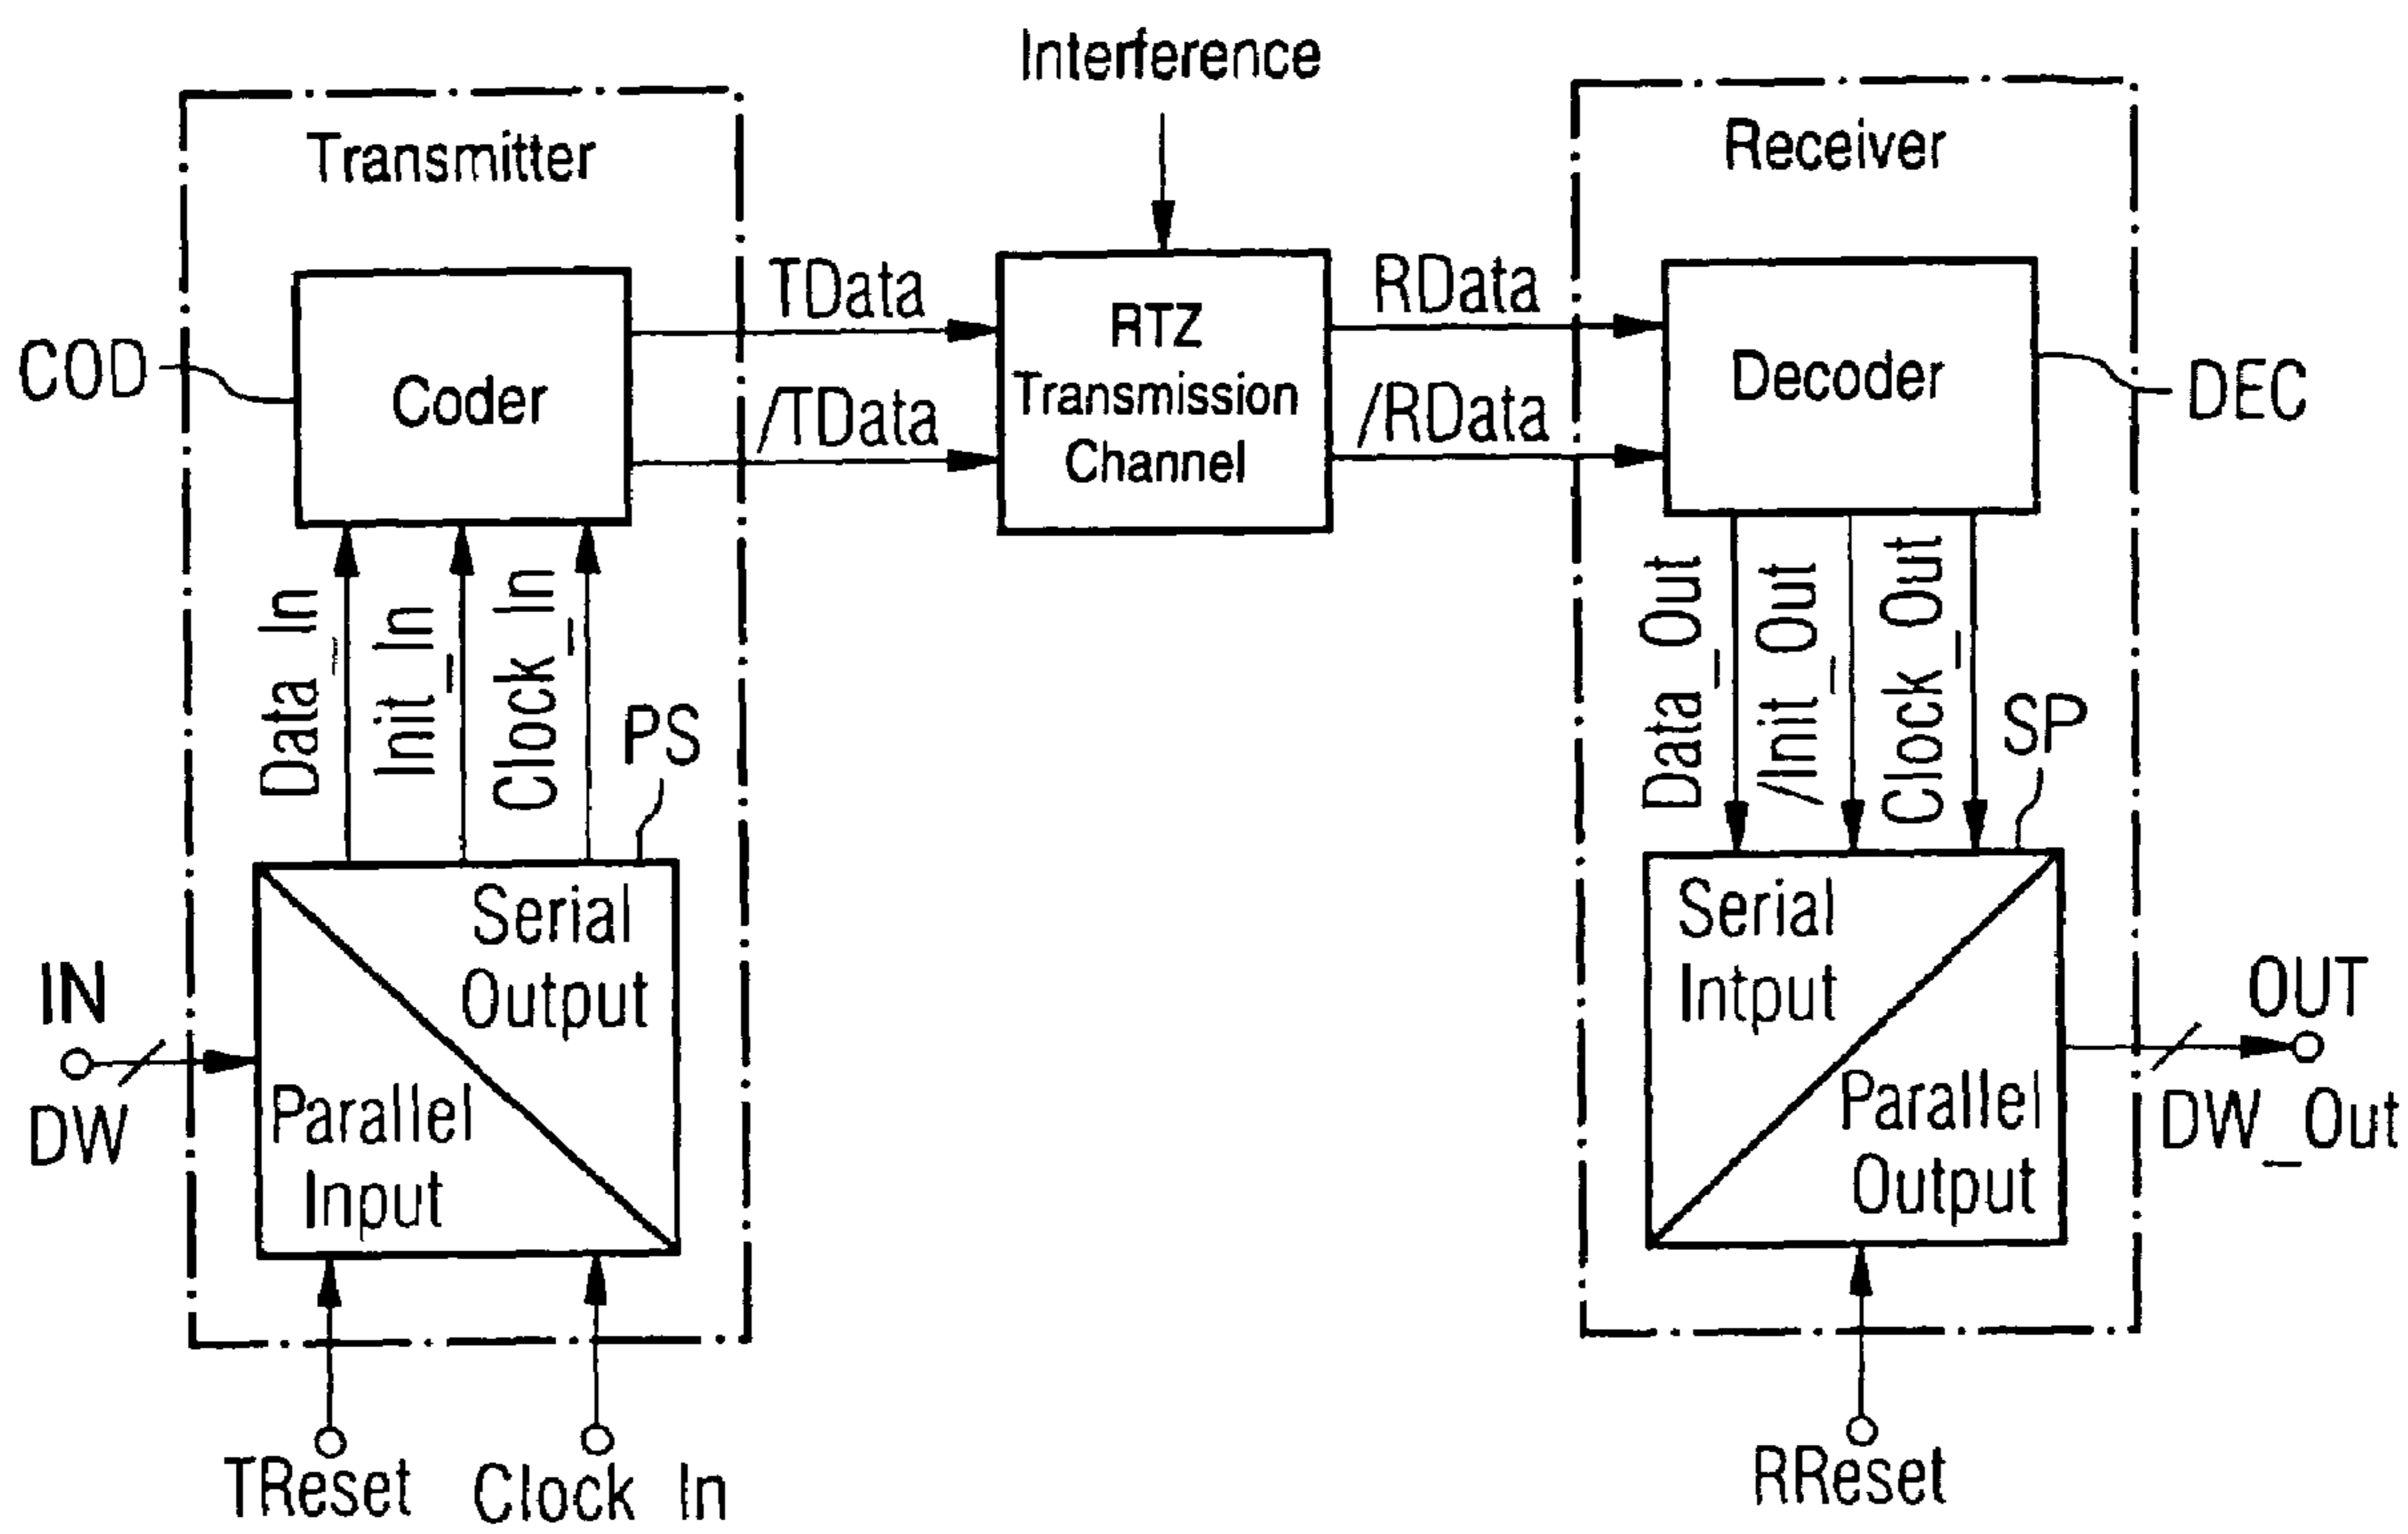 Interference
Transmitter
Receiver
TData
RData
COD
Coder
RTZ
Transmission
Channel
Decoder
DEC
/TData
/RData
Data_In
Init_In
Clock_In
PS
Data_Out
/Init_Out
Clock_Out
SP
Serial
Output
Parallel
Input
IN
DW
Serial
Intput
Parallel
Output
OUT
DW_Out
TReset
Clock In
RReset